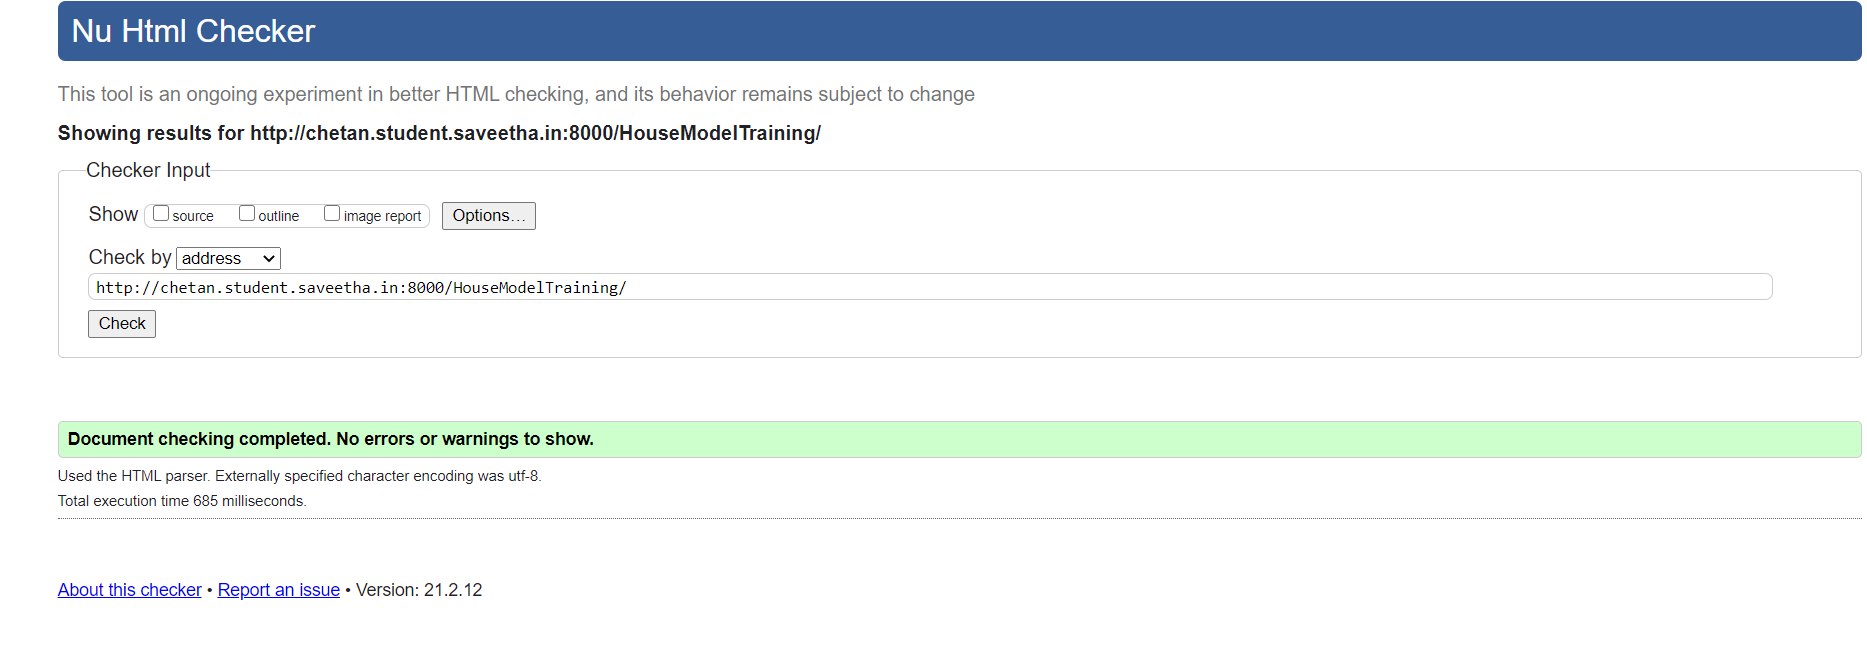 Nu Html Checker
This tool is an ongoing experiment in better HTML checking, and its behavior remains subject to change
Showing results for http://chetan.student.saveetha.in:8000/HouseModelTraining/
Checker Input
Show source outline image report Options...
Check by address
http://chetan.student.saveetha.in:8000/HouseModelTraining/
Check
Document checking completed. No errors or warnings to show.
Used the HTML parser. Externally specified character encoding was utf-8.
Total execution time 685 milliseconds.
About this checker • Report an issue • Version: 21.2.12